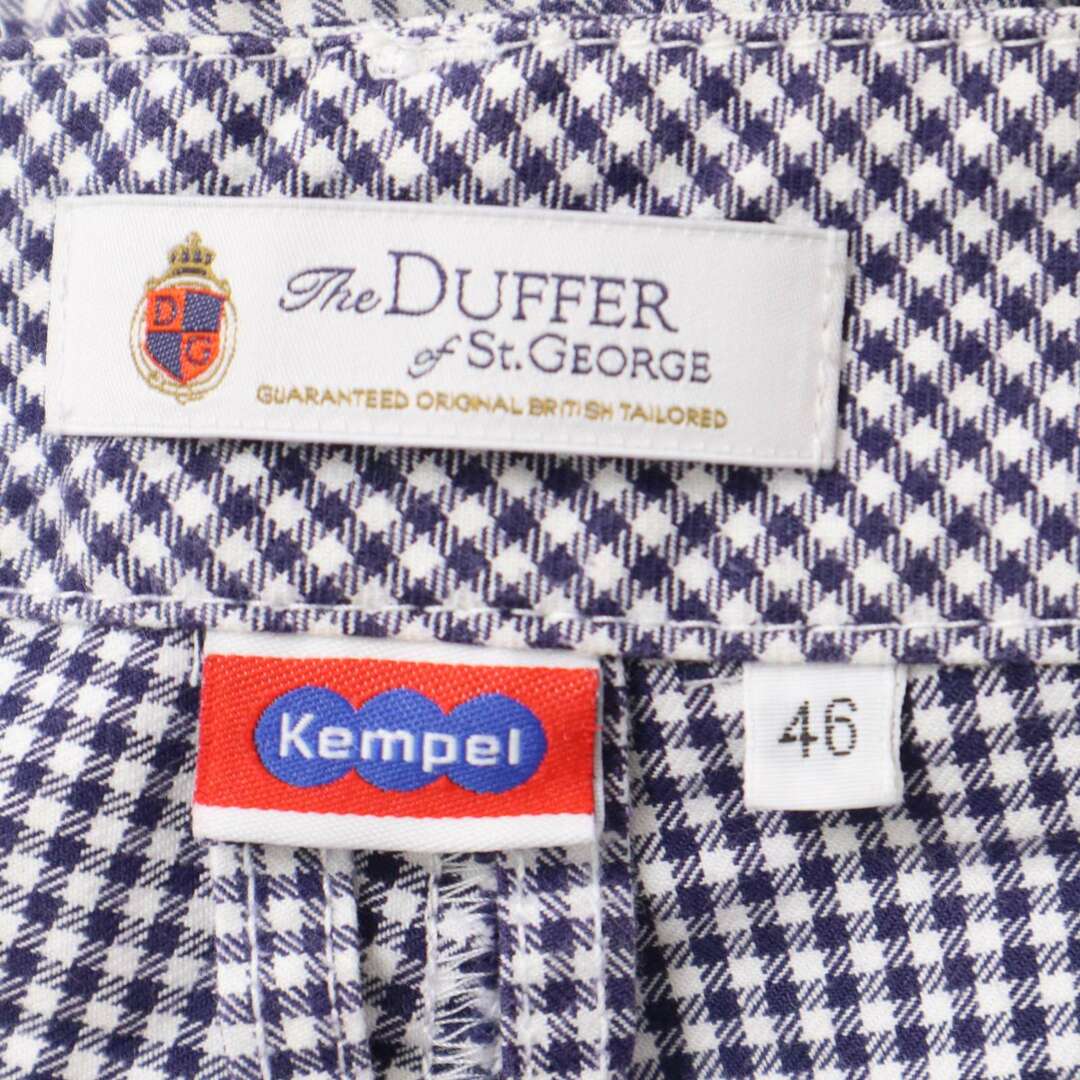 D
G
The DUFFER
of St. GEORGE
GUARANTEED ORIGINAL BRITISH TAILORED
Kempel
46